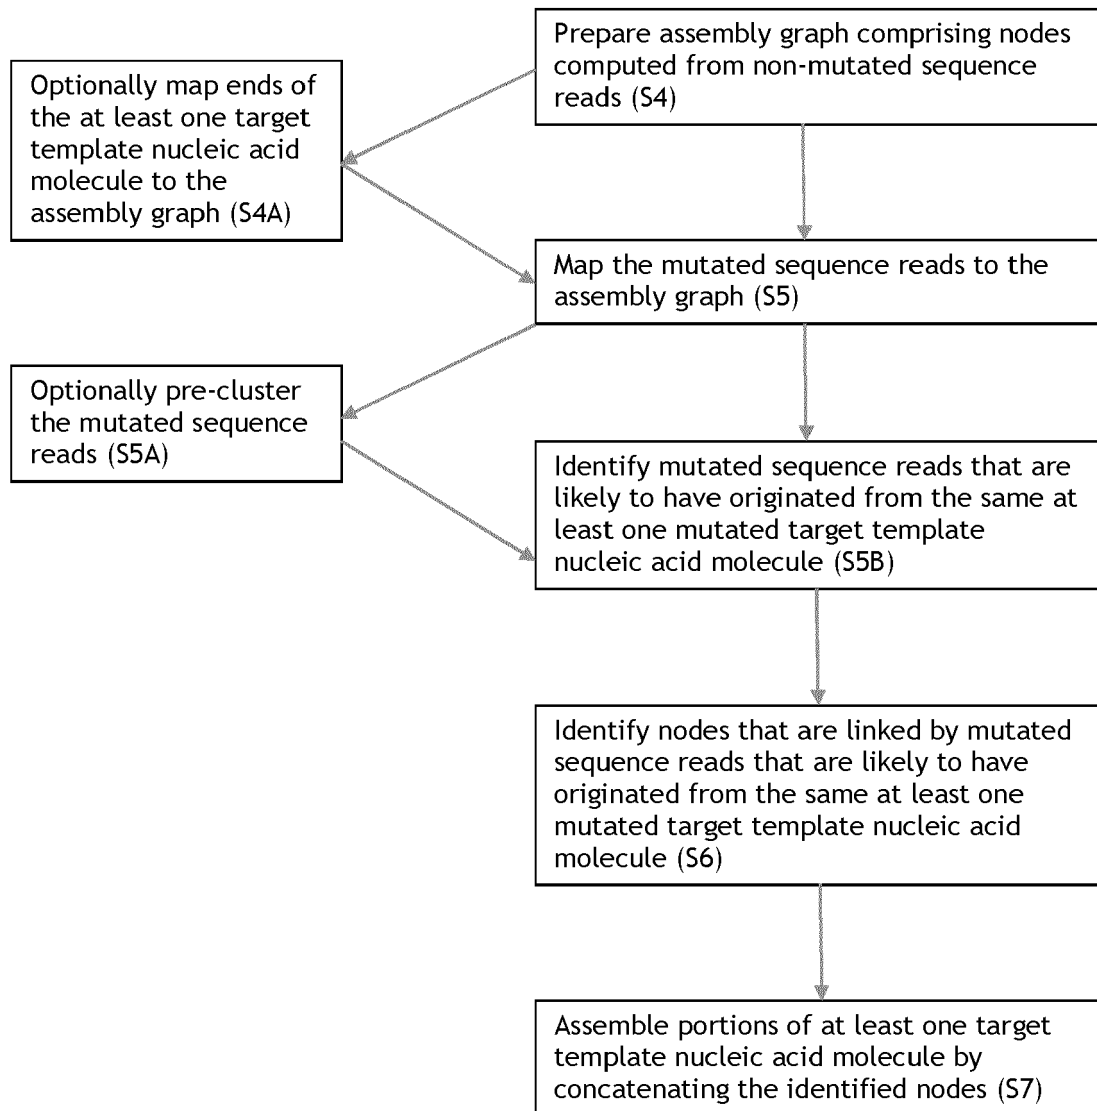 Prepare assembly graph comprising nodes
computed from non-mutated sequence
reads (S4)
Optionally map ends of
the at least one target
template nucleic acid
molecule to the
assembly graph (S4A)
Map the mutated sequence reads to the
assembly graph (S5)
Optionally pre-cluster
the mutated sequence
reads (S5A)
Identify mutated sequence reads that are
likely to have originated from the same at
least one mutated target template
nucleic acid molecule (S5B)
Identify nodes that are linked by mutated
sequence reads that are likely to have
originated from the same at least one
mutated target template nucleic acid
molecule (S6)
Assemble portions of at least one target
template nucleic acid molecule by
concatenating the identified nodes (S7)